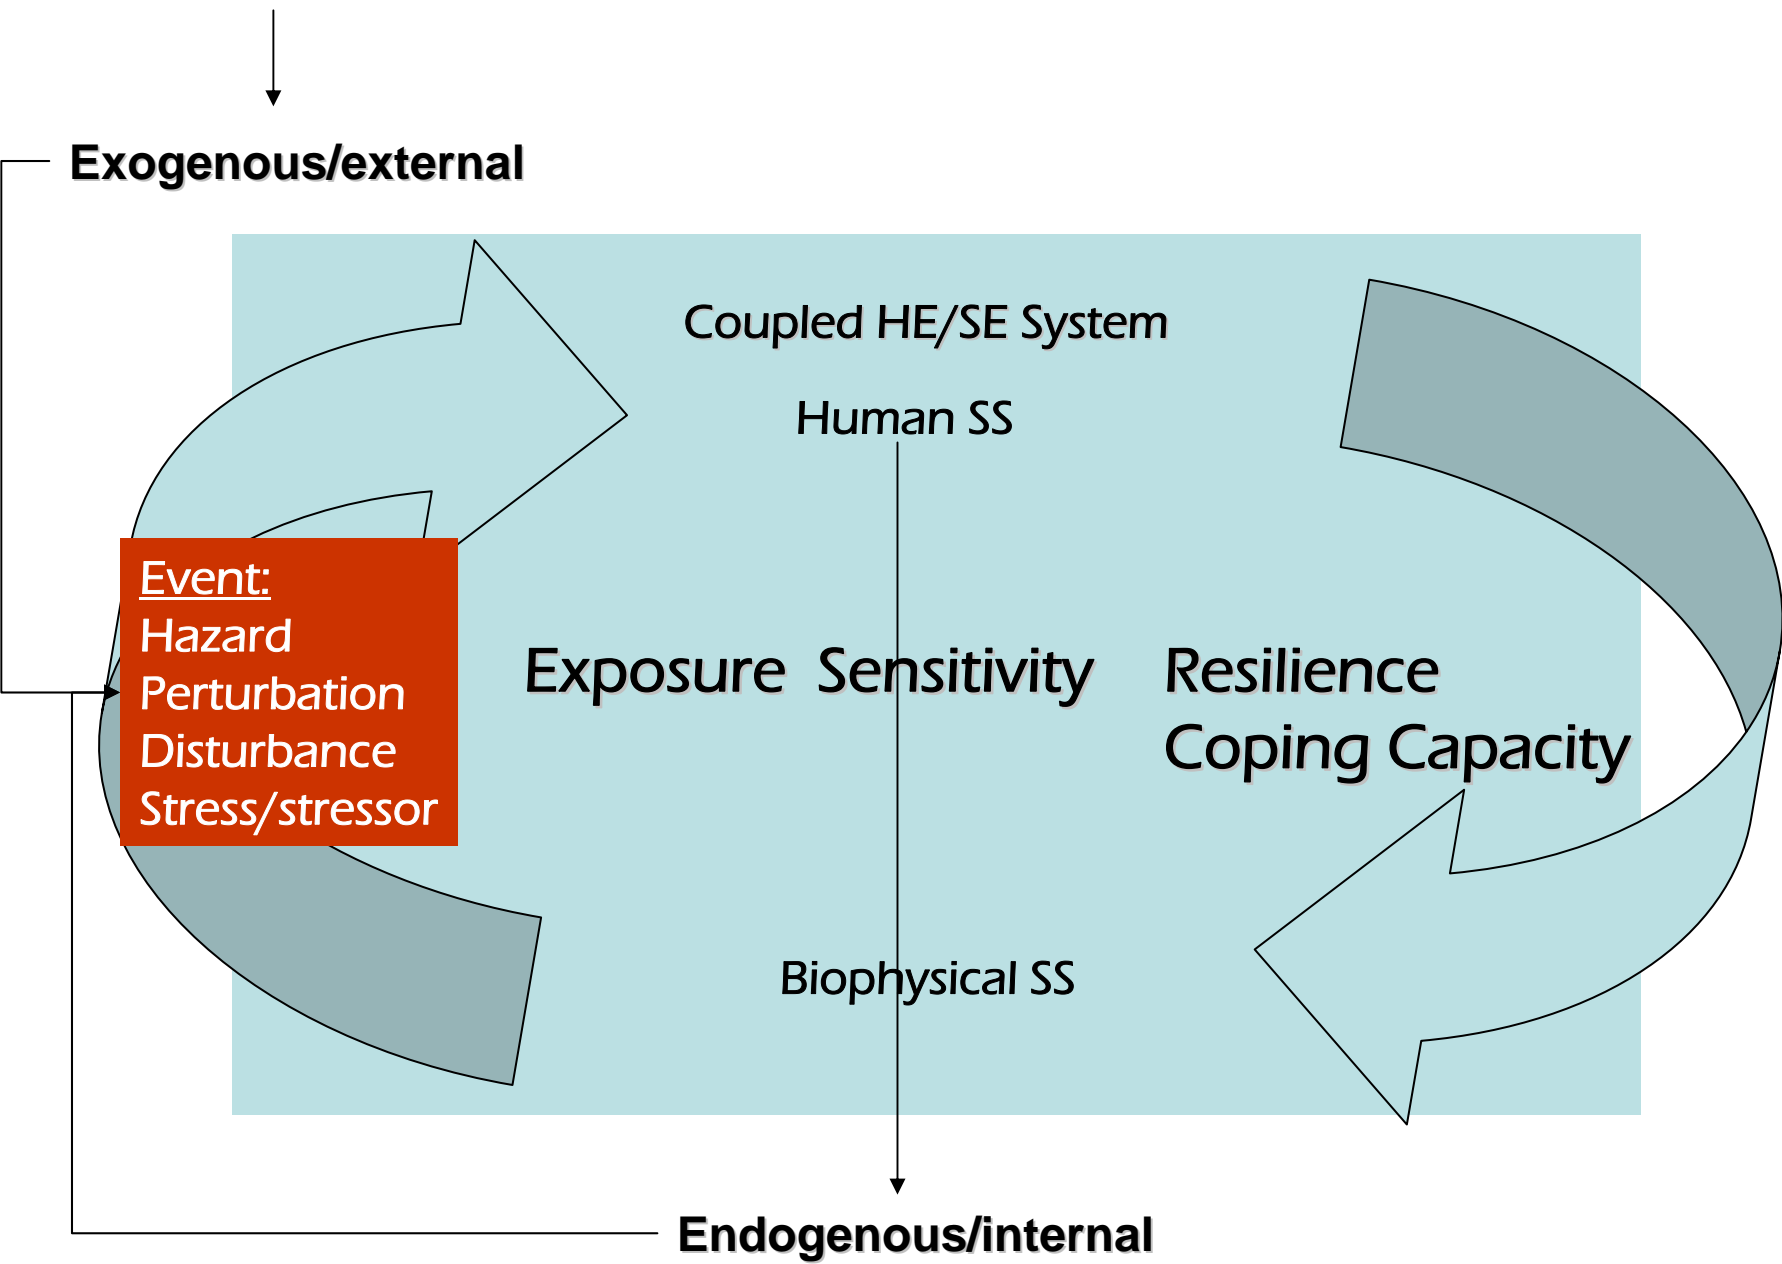 Exogenous/external
Coupled HE/SE System
Human SS
Event:
Hazard
Perturbation
Disturbance
Stress/stressor
Exposure Sensitivity
Resilience
Coping Capacity
Biophysical SS
Endogenous/internal